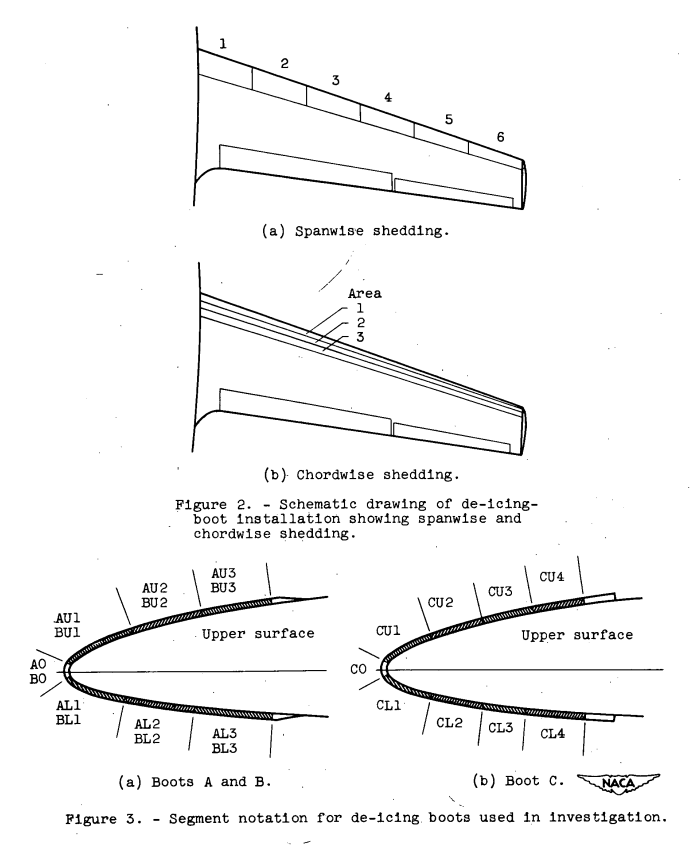 1
2
3
4
5
6
(a) Spanwise shedding.
Area
1
2
3
(b) Chordwise shedding.
Figure 2. - Schematic drawing of de-icing-
boot installation showing spanwise and
chordwise shedding.
AU1
BU1
AU2
BU2
AU3
BU3
Upper surface
AO
BO
AL1
BL1
AL2
BL2
AL3
BL3
(a) Boots A and B.
CU1
CU2
CU3
CU4
Upper surface
CO
CL1
CL2
CL3
CL4
(b) Boot C.
NACA
Figure 3. - Segment notation for de-icing boots used in investigation.